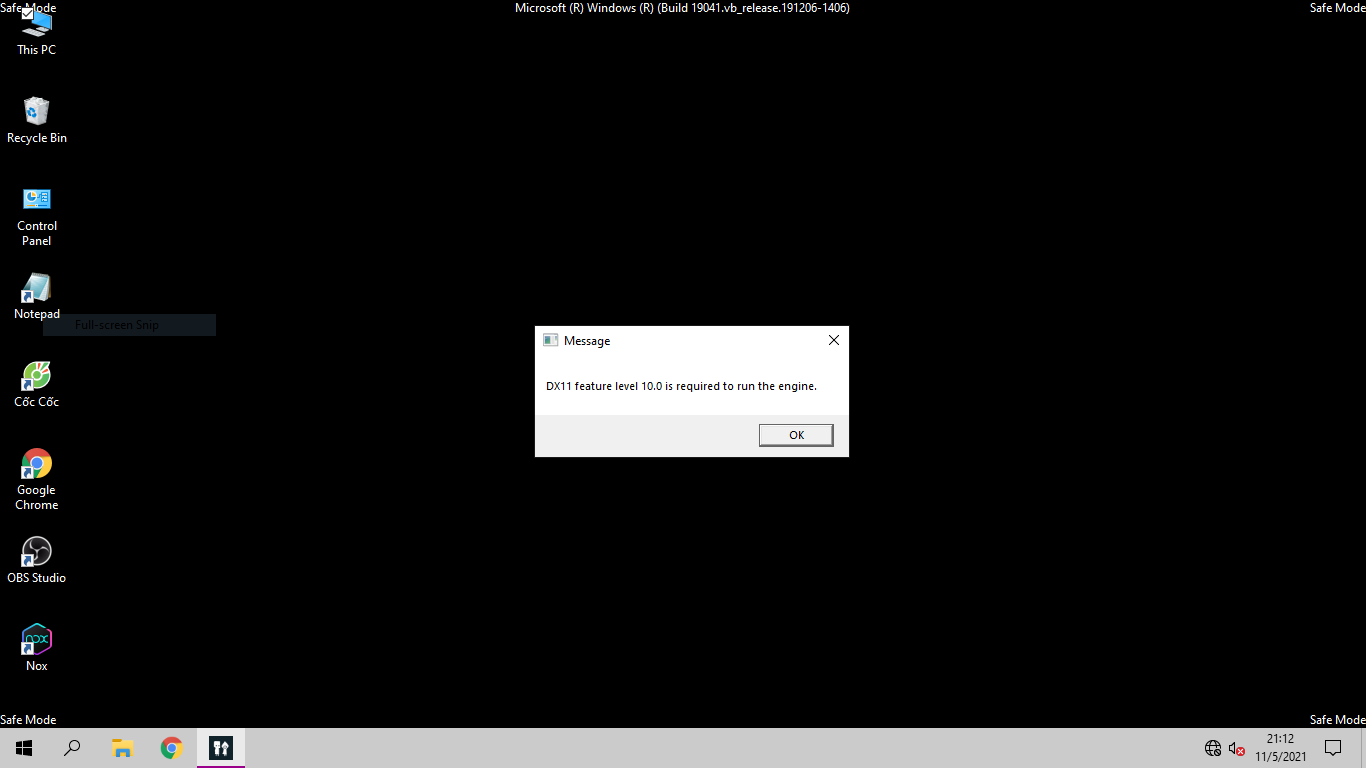 Safe Mode
Microsoft (R) Windows (R) (Build 19041.vb_release.191206-1406)
Safe Mode
This PC
Recycle Bin
Control
Panel
Notepad
Full-screen Snip
Cốc Cốc
Google
Chrome
OBS Studio
nox
Nox
Message
DX11 feature level 10.0 is required to run the engine.
OK
Safe Mode
Safe Mode
21:12
11/5/2021